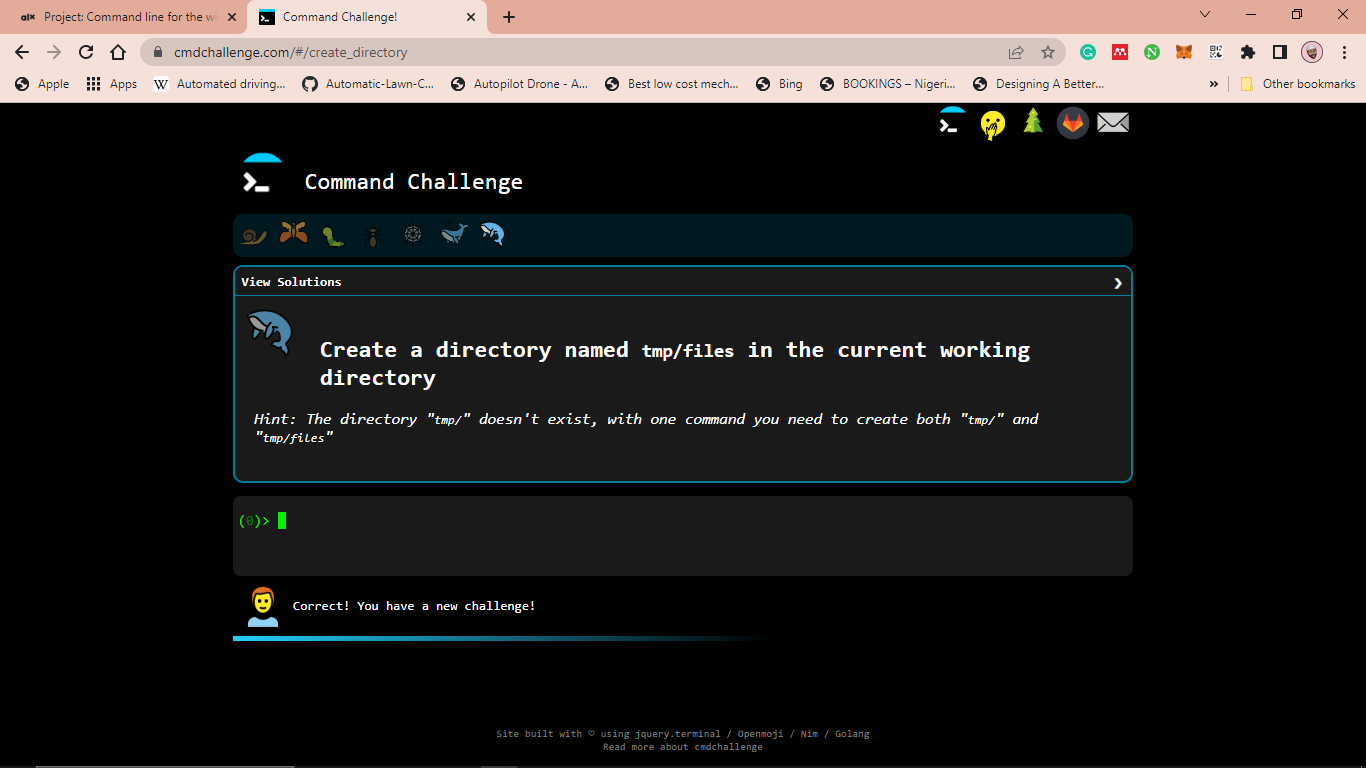 alx Project: Command line for the wi
Command Challenge!
cmdchallenge.com/#/create_directory
Apple Apps Automated driving... Automatic-Lawn-C... Autopilot Drone - A... Best low cost mech... Bing BOOKINGS – Nigeri... Designing A Better... » Other bookmarks
Command Challenge
View Solutions
Create a directory named tmp/files in the current working
directory
Hint: The directory "tmp/" doesn't exist, with one command you need to create both "tmp/" and
"tmp/files"
(0)>
Correct! You have a new challenge!
Site built with ♡ using jquery.terminal / Openmoji / Nim / Golang
Read more about cmdchallenge